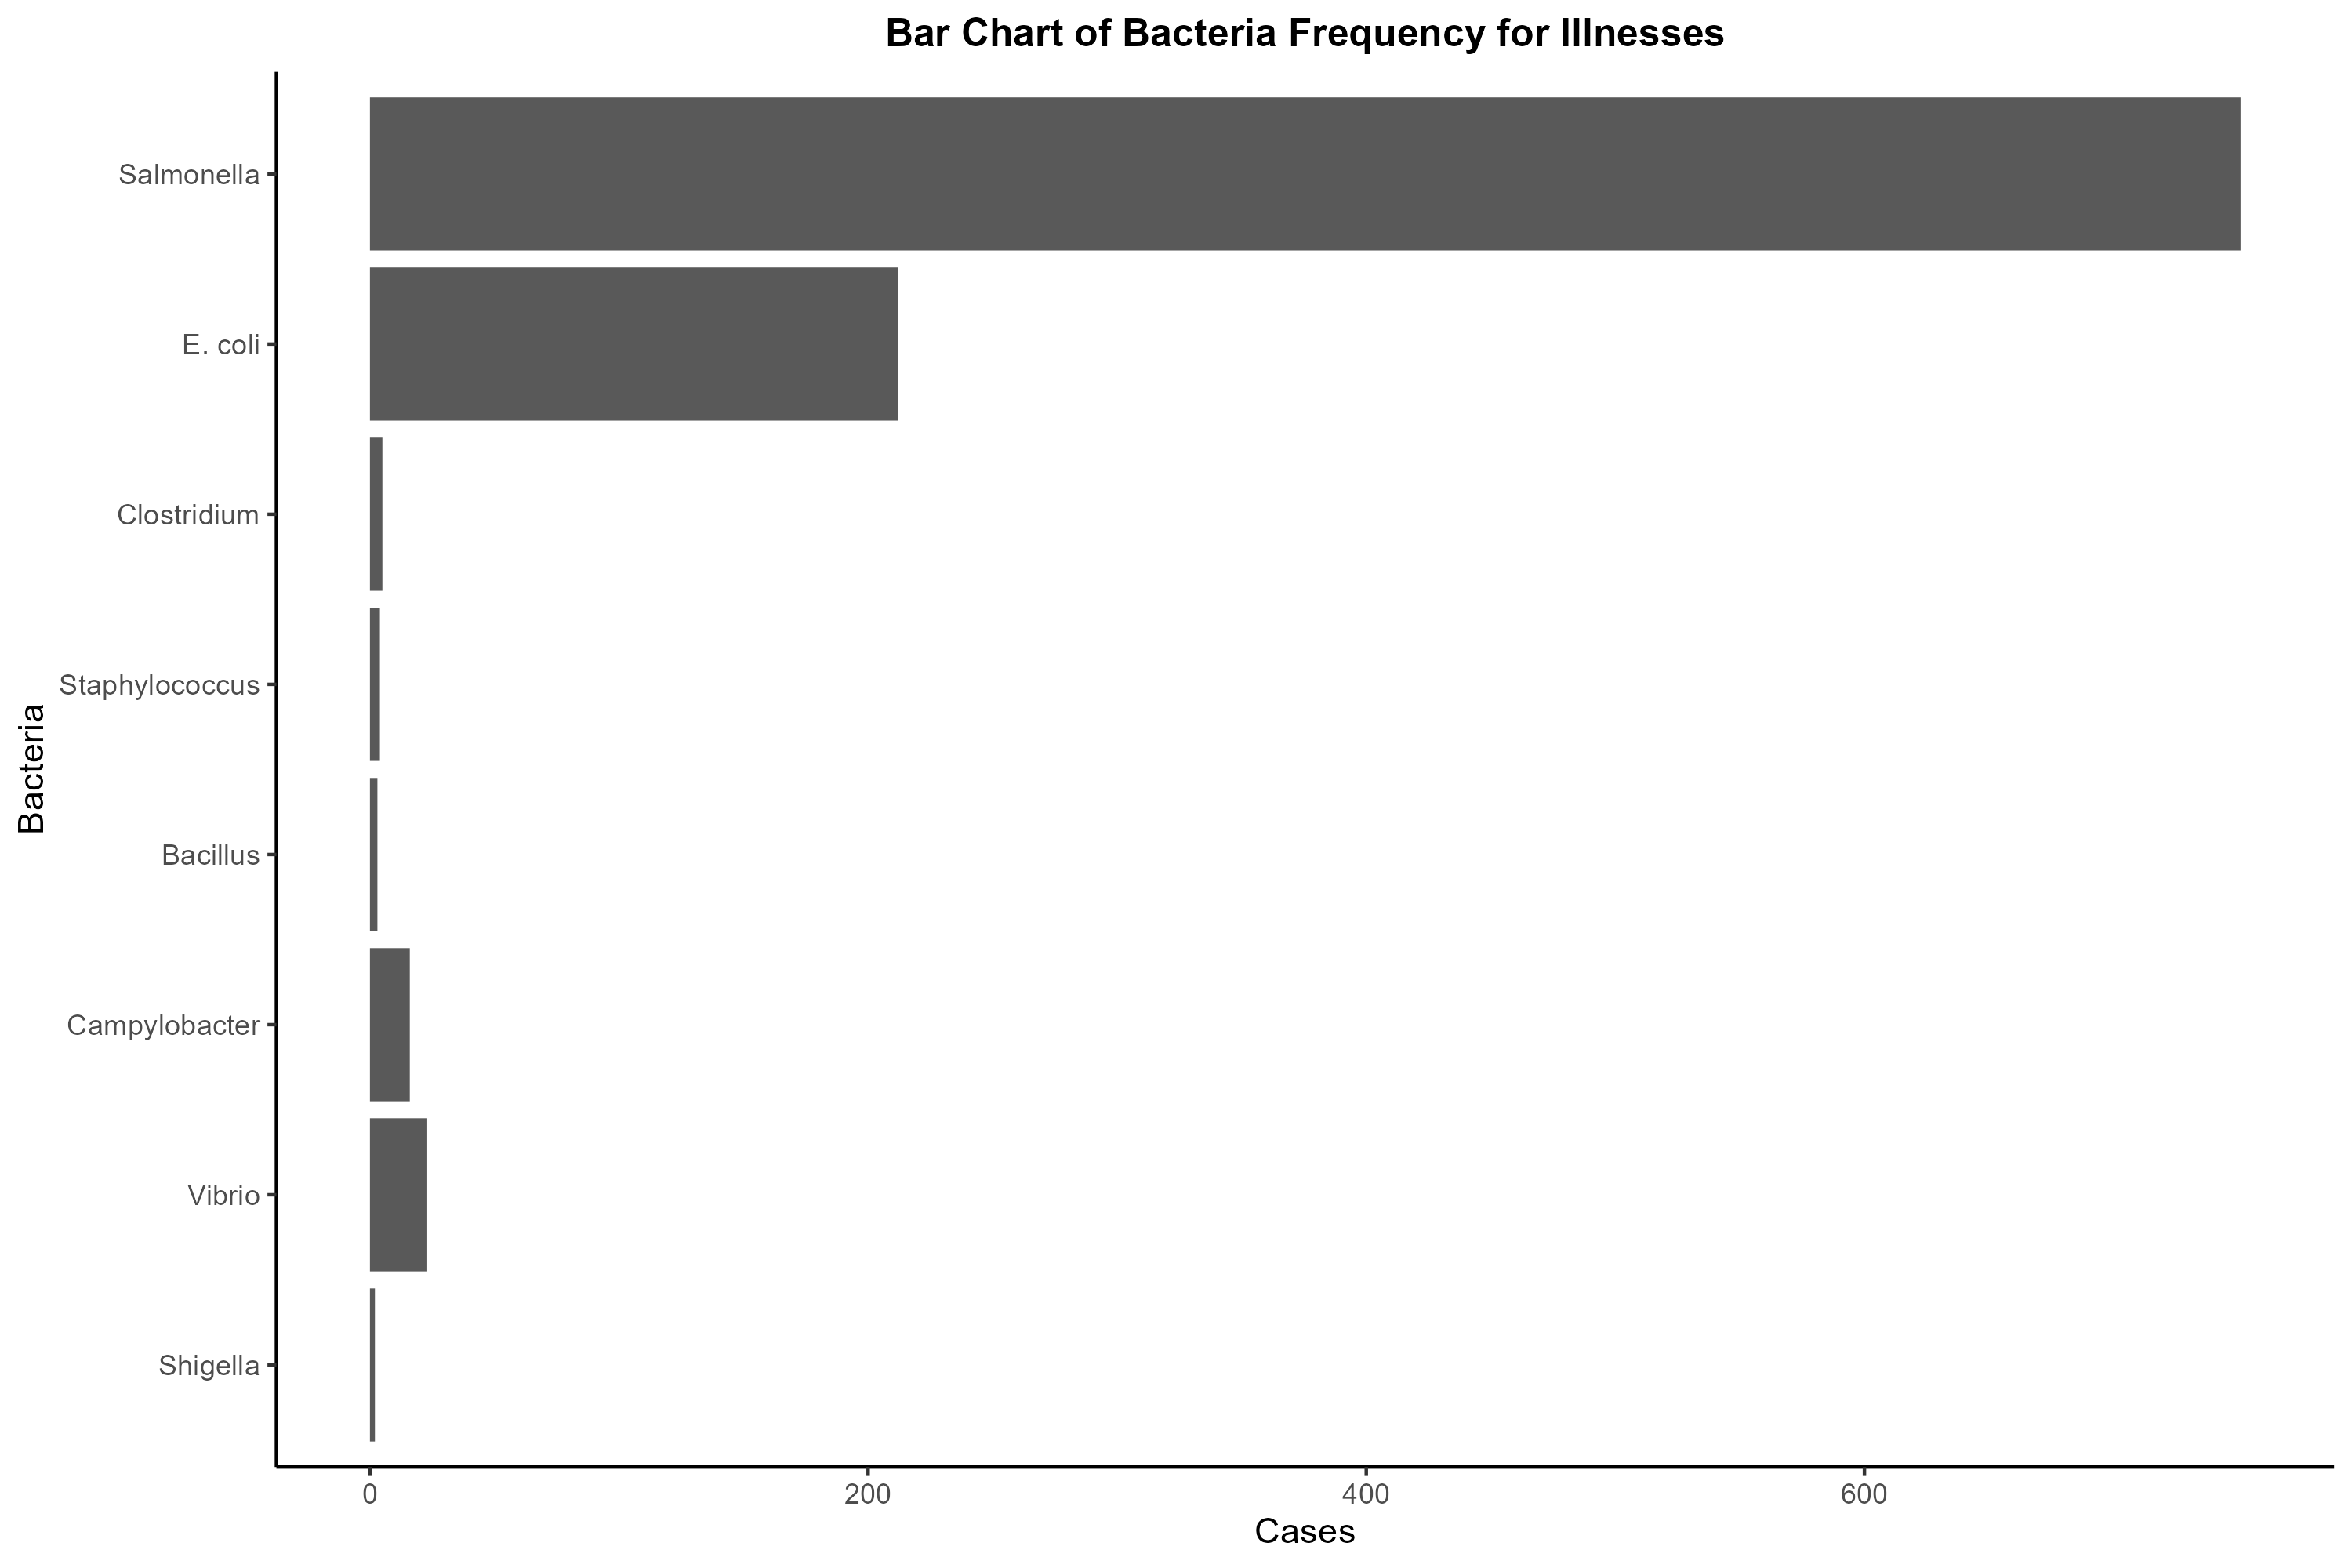 Bar Chart of Bacteria Frequency for Illnesses
Salmonella
E. coli
Clostridium
Staphylococcus
Bacillus
Campylobacter
Vibrio
Shigella
Bacteria
0 200 400 600
Cases